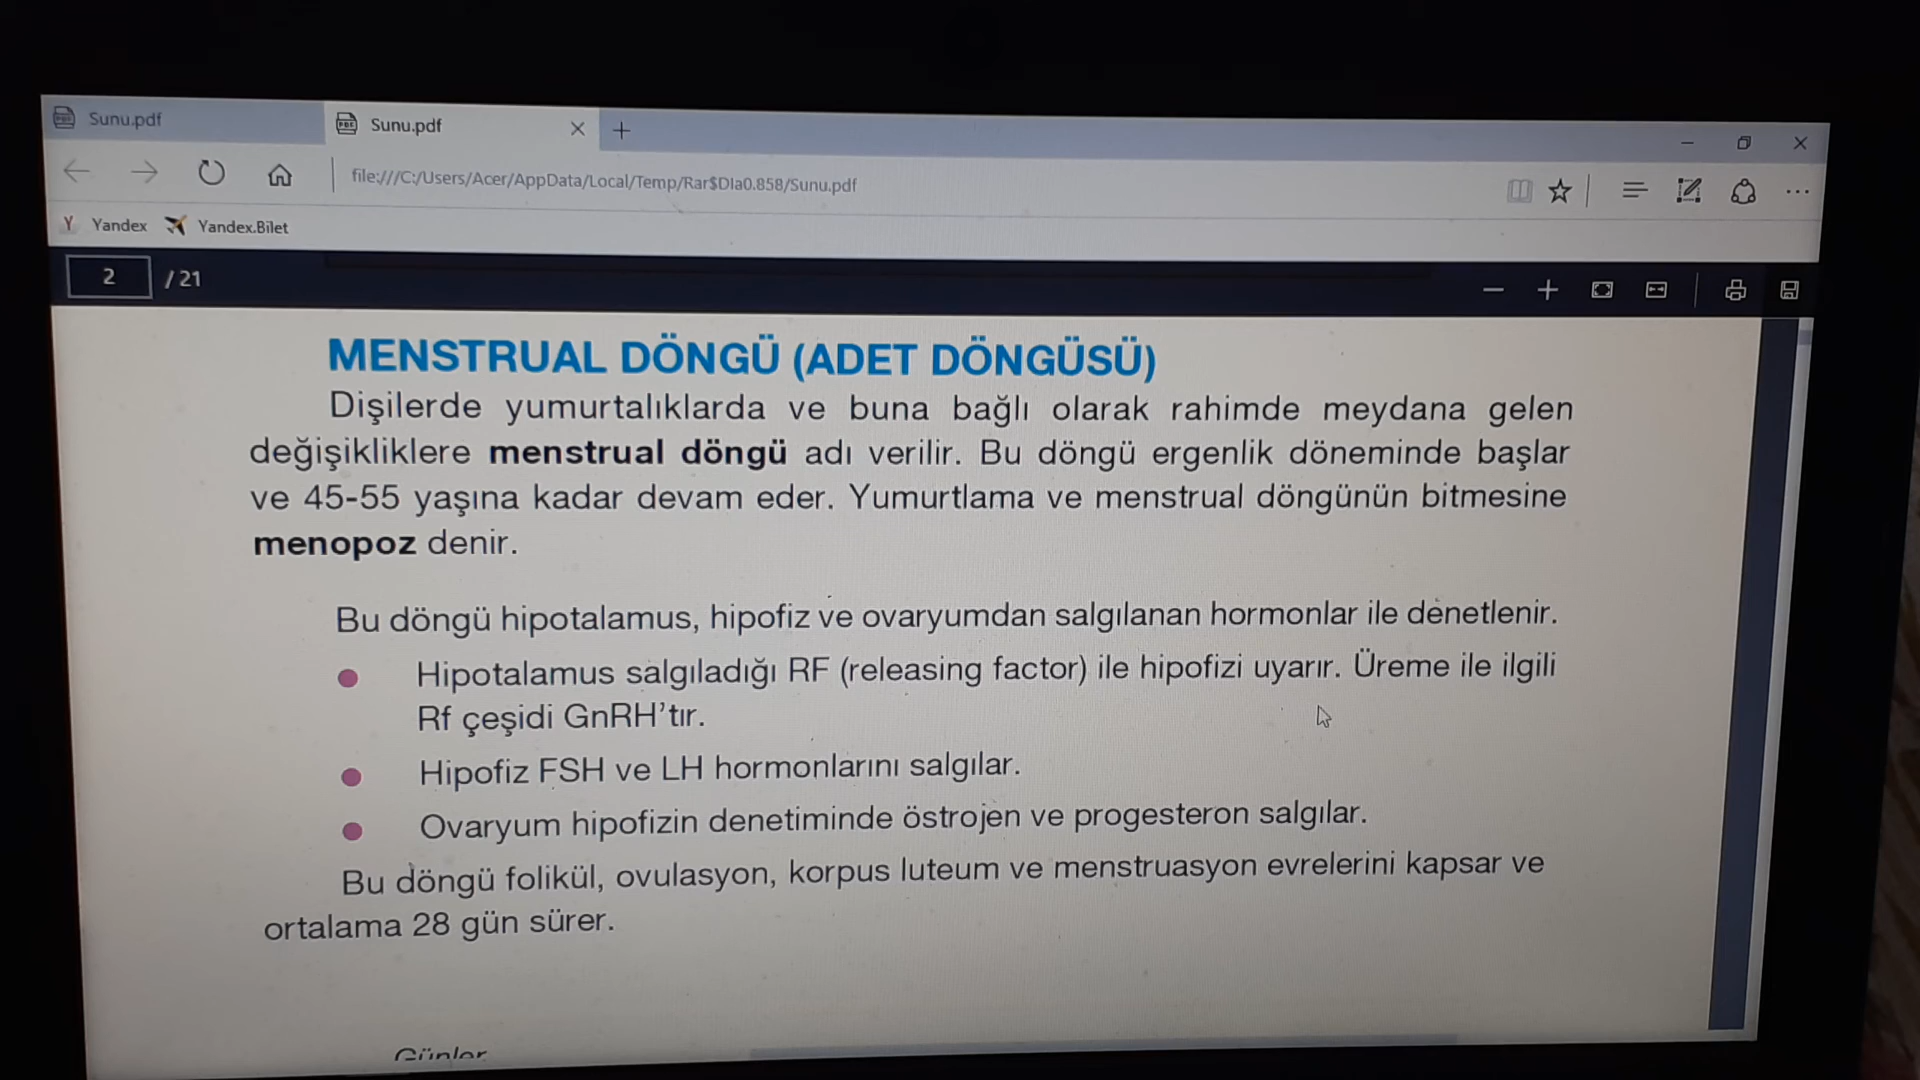 Sunu.pdf
Sunu.pdf
file:///C:/Users/Acer/AppData/Local/Temp/Rar$DIa0.858/Sunu.pdf
Yandex Yandex.Bilet
2 / 21
MENSTRUAL DÖNGÜ (ADET DÖNGÜSÜ)
Dişilerde yumurtalıklarda ve buna bağlı olarak rahimde meydana gelen
değişikliklere menstrual döngü adı verilir. Bu döngü ergenlik döneminde başlar
ve 45-55 yaşına kadar devam eder. Yumurtlama ve menstrual döngünün bitmesine
menopoz denir.
Bu döngü hipotalamus, hipofiz ve ovaryumdan salgılanan hormonlar ile denetlenir.
● Hipotalamus salgıladığı RF (releasing factor) ile hipofizi uyarır. Üreme ile ilgili
Rf çeşidi GnRH'tır.
● Hipofiz FSH ve LH hormonlarını salgılar.
● Ovaryum hipofizin denetiminde östrojen ve progesteron salgılar.
Bu döngü folikül, ovulasyon, korpus luteum ve menstruasyon evrelerini kapsar ve
ortalama 28 gün sürer.
Günler